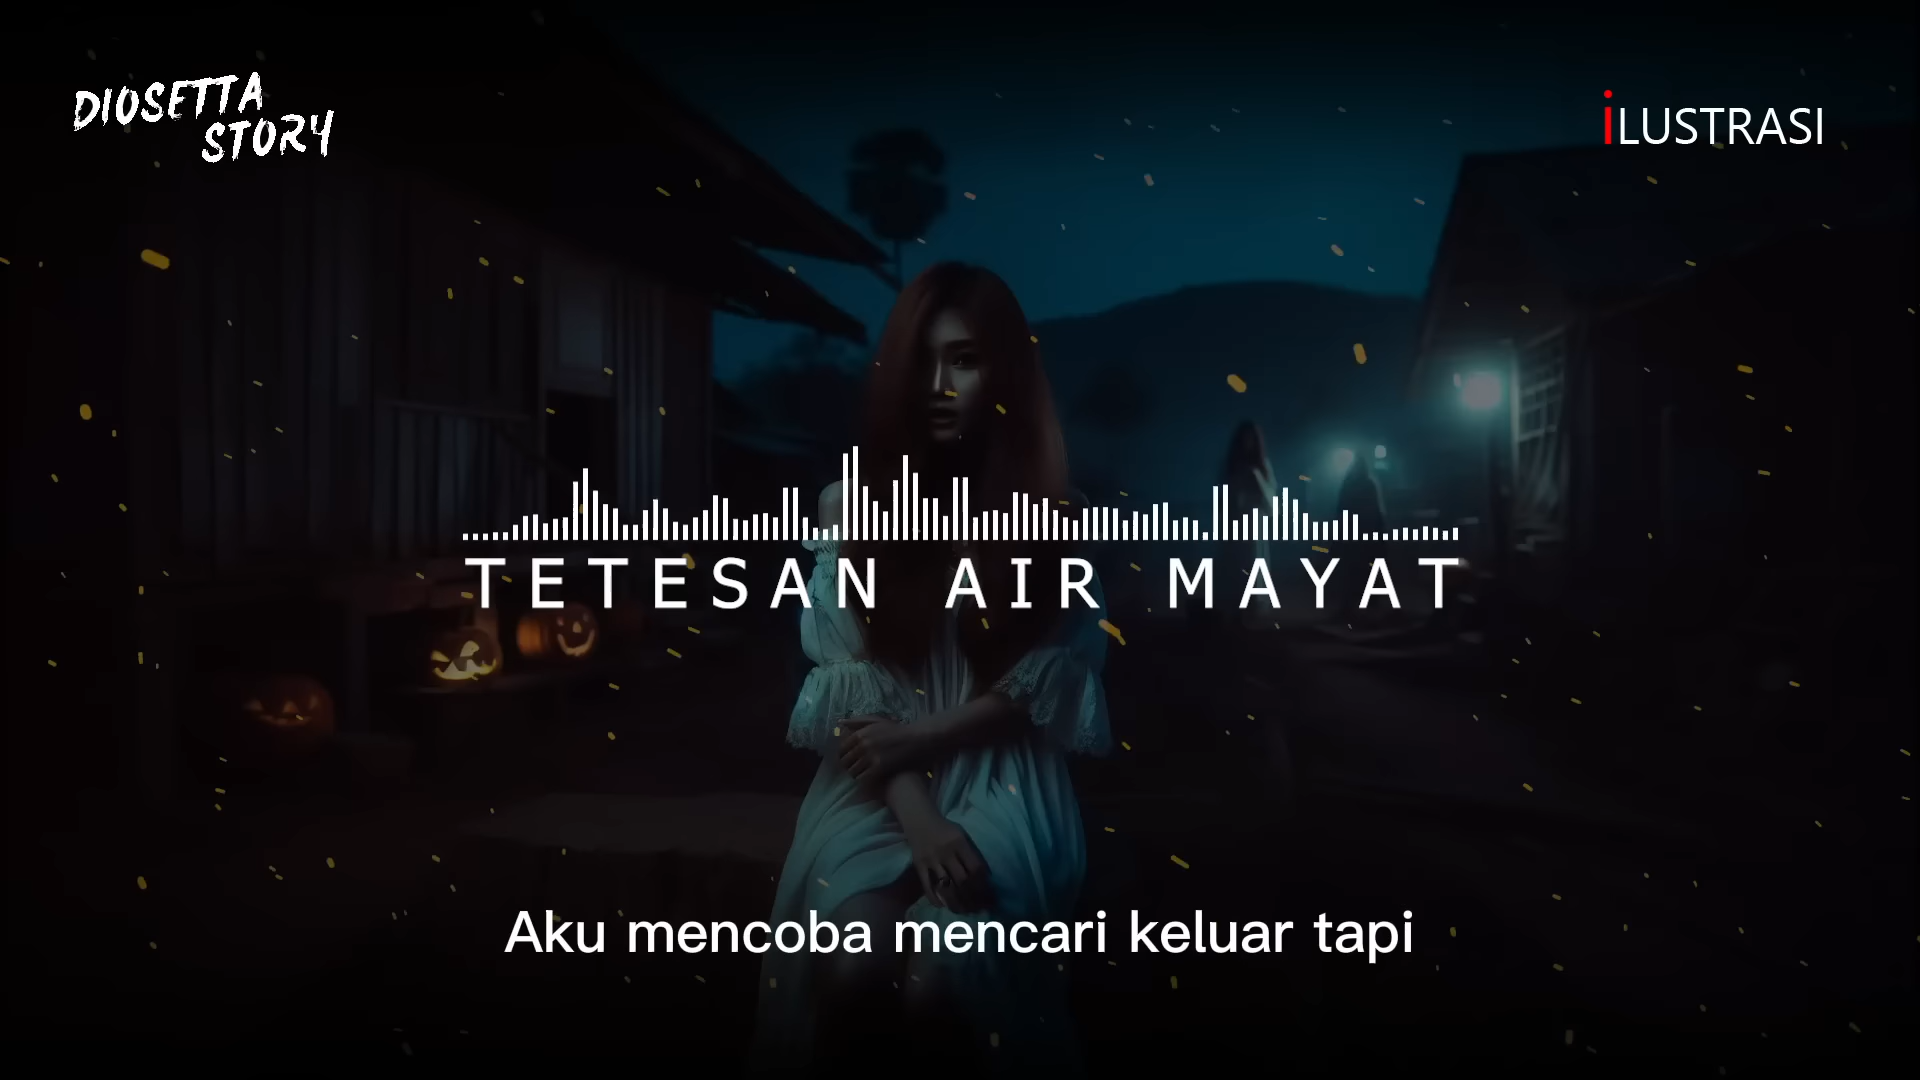 DIOSETTA
STORY
iLUSTRASI
TETESAN AIR MAYAT
Aku mencoba mencari keluar tapi